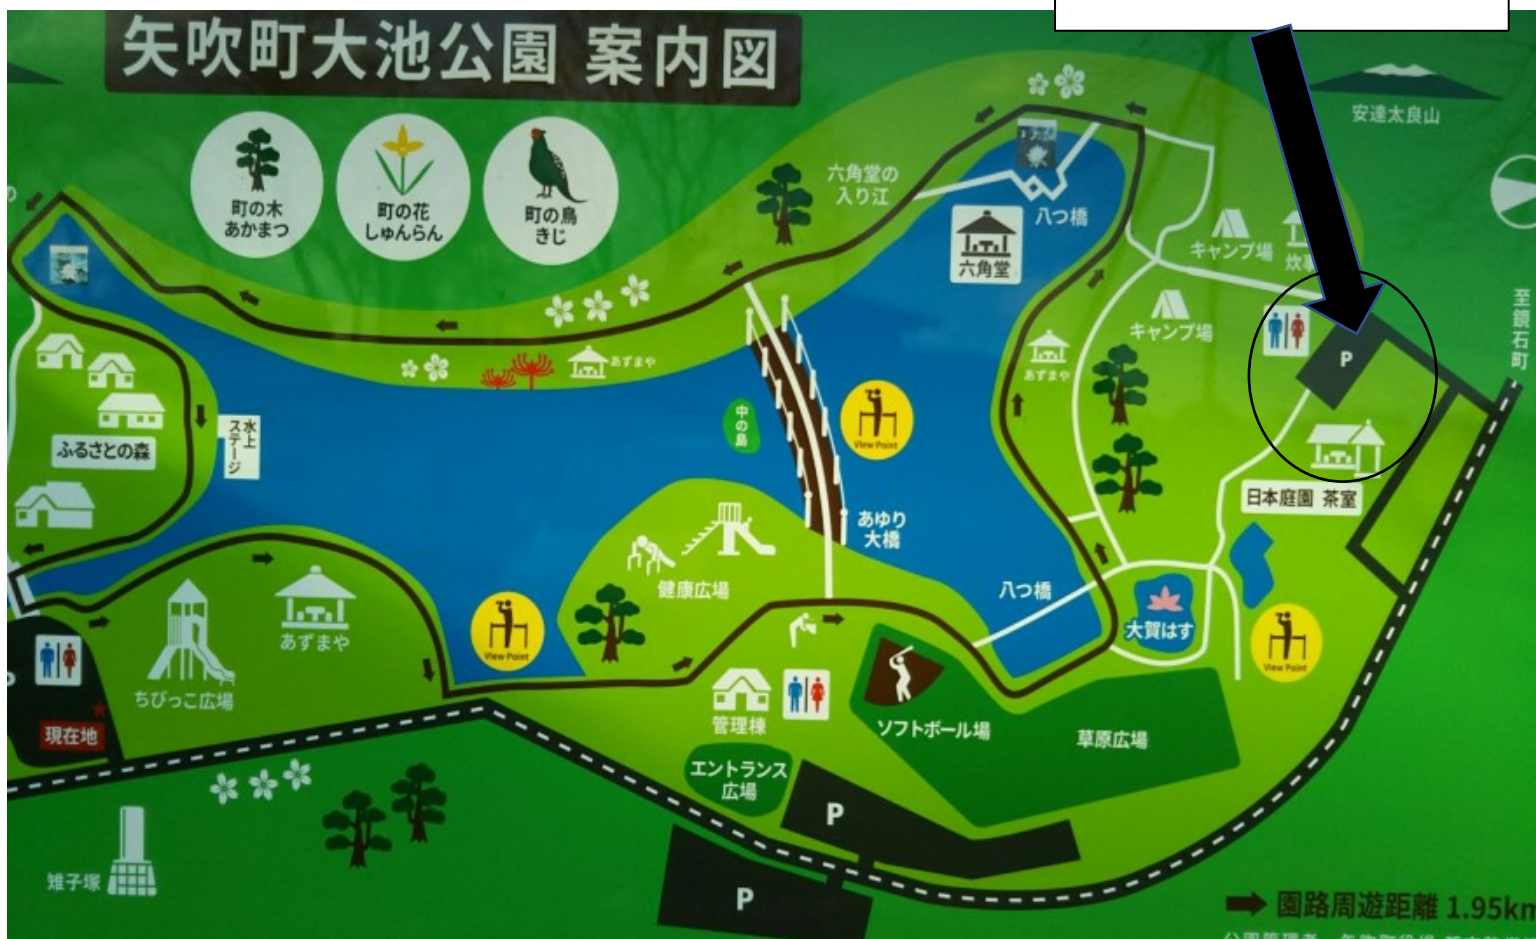 矢吹町大池公園 案内図
町の木
あかまつ
町の花
しゅんらん
町の鳥
きじ
安達太良山
六角堂の
入り江
八つ橋
六角堂
キャンプ場
炊
キャンプ場
至鏡石町
あずまや
あずまや
P
中の島
View Point
水上
ステージ
ふるさとの森
日本庭園 茶室
あゆり
大橋
健康広場
八つ橋
大賀はす
View Point
View Point
あずまや
ちびっこ広場
現在地
管理棟
ソフトボール場
草原広場
エントランス
広場
P
P
雉子塚
園路周遊距離 1.95km